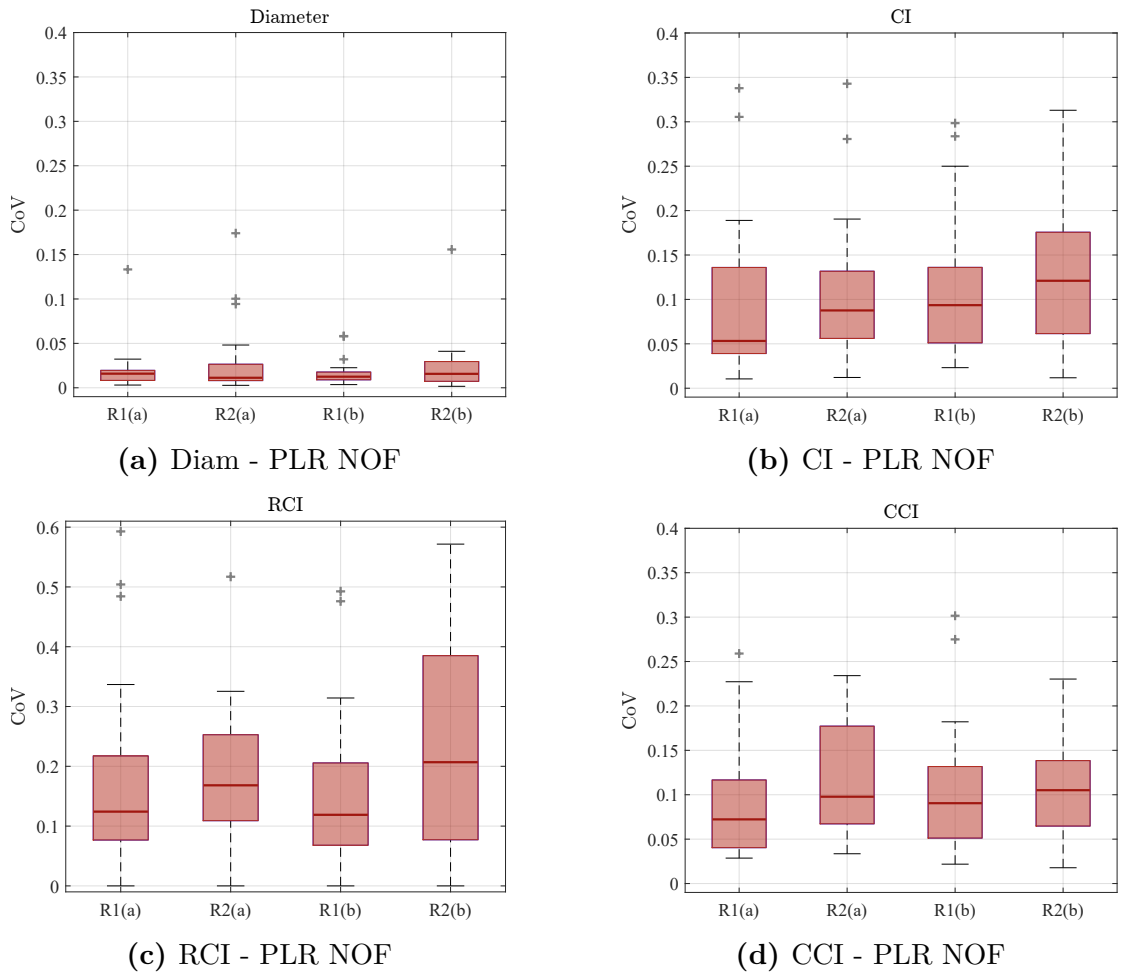 Diameter
0.4
0.35
0.3
0.25
0.2
0.15
0.1
0.05
0
CoV
R1(a) R2(a) R1(b) R2(b)
(a) Diam - PLR NOF
CI
0.4
0.35
0.3
0.25
0.2
0.15
0.1
0.05
0
CoV
R1(a) R2(a) R1(b) R2(b)
(b) CI - PLR NOF
RCI
0.6
0.5
0.4
0.3
0.2
0.1
0
CoV
R1(a) R2(a) R1(b) R2(b)
(c) RCI - PLR NOF
CCI
0.4
0.35
0.3
0.25
0.2
0.15
0.1
0.05
0
CoV
R1(a) R2(a) R1(b) R2(b)
(d) CCI - PLR NOF